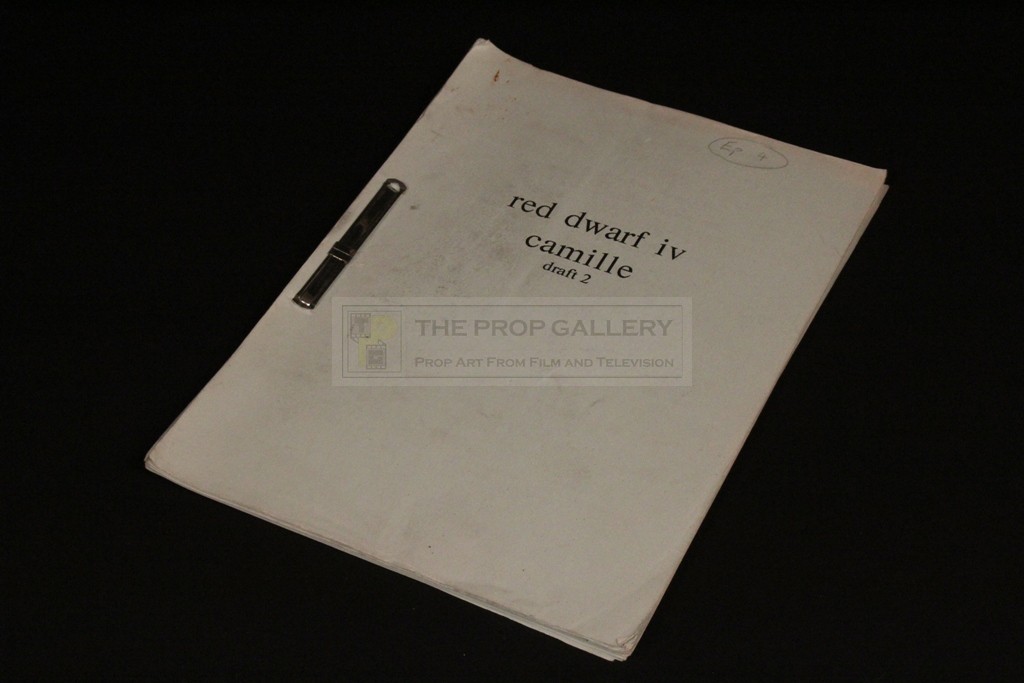 Ep 4
red dwarf iv
camille
draft 2
THE PROP GALLERY
PROP ART FROM FILM AND TELEVISION